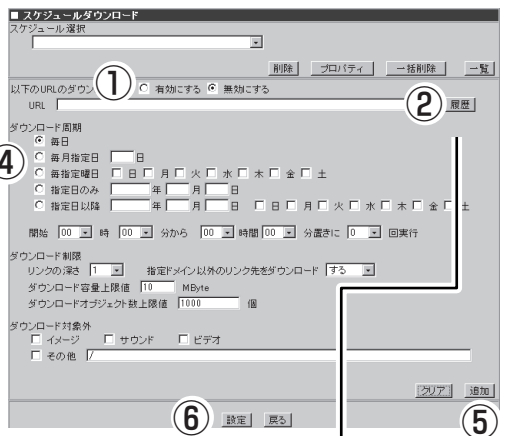 ■ スケジュールダウンロード
スケジュール選択
削除 プロパティ 一括削除 一覧
以下のURLのダウン ① 有効にする 無効にする
URL ② 履歴
ダウンロード周期
④ 毎日
毎月指定日 日
毎指定曜日 日 月 火 水 木 金 土
指定日のみ 年 月 日
指定日以降 年 月 日 日 月 火 水 木 金 土
開始 00 時 00 分から 00 時間 00 分置きに 0 回実行
ダウンロード制限
リンクの深さ 1 指定ドメイン以外のリンク先をダウンロード する
ダウンロード容量上限値 10 MByte
ダウンロードオブジェクト数上限値 1000 個
ダウンロード対象外
イメージ サウンド ビデオ
その他 /
クリア 追加
⑥ 設定 戻る ⑤